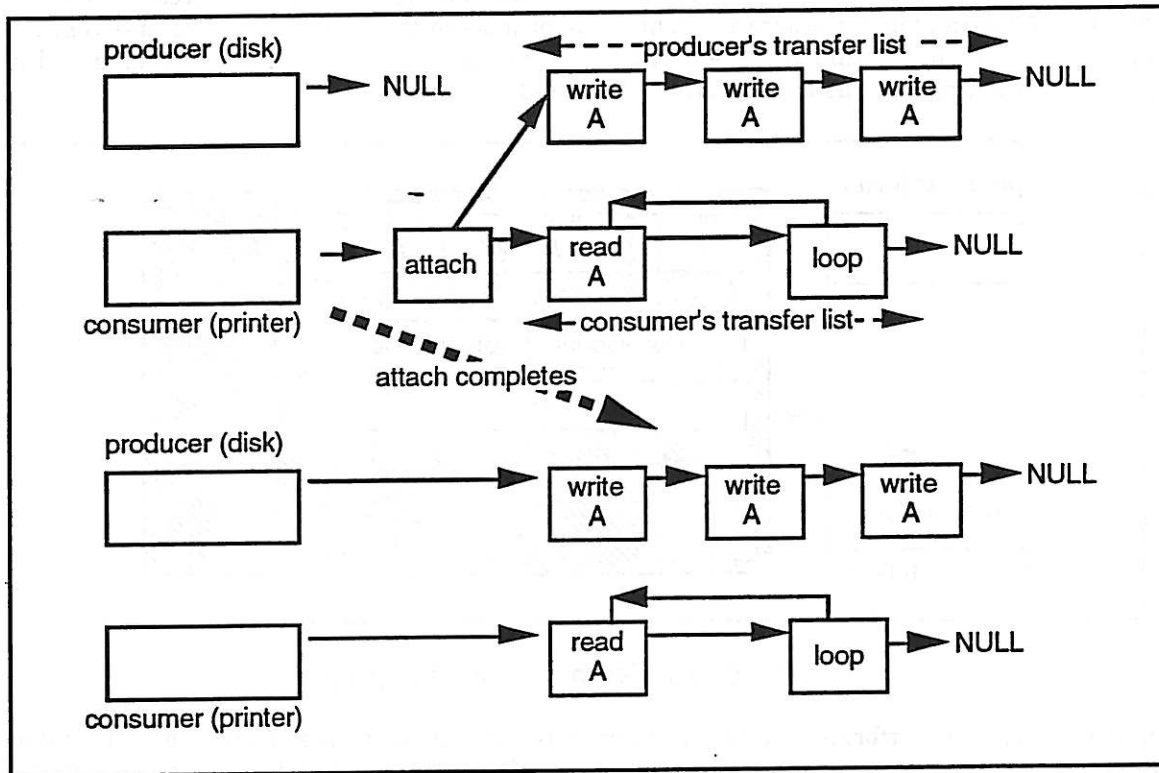 producer (disk)
producer's transfer list
NULL
write
A
write
A
write
A
NULL
attach
read
A
loop
NULL
consumer (printer)
consumer's transfer list
attach completes
producer (disk)
write
A
write
A
write
A
NULL
read
A
loop
NULL
consumer (printer)